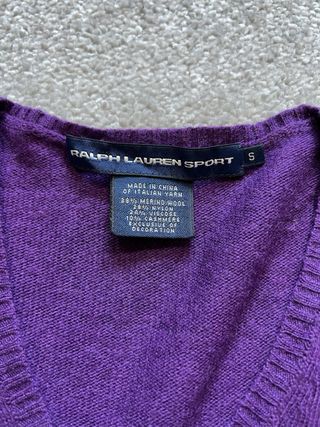 RALPH LAUREN SPORT
S
MADE IN CHINA
OF ITALIAN YARN
38% MERINO WOOL
28% NYLON
24% VISCOSE
10% CASHMERE
EXCLUSIVE OF
DECORATION